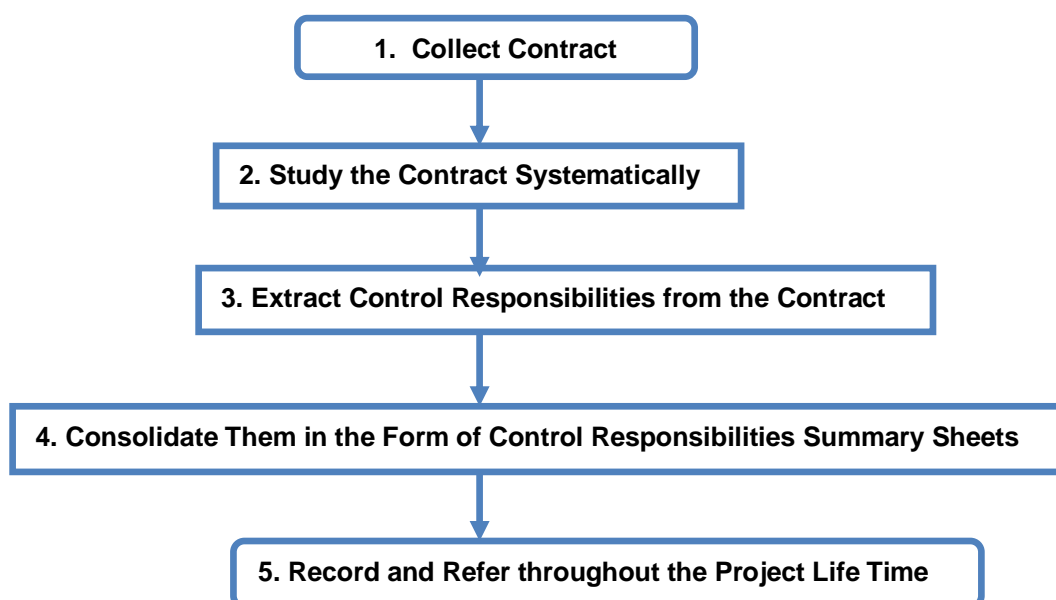 1. Collect Contract
2. Study the Contract Systematically
3. Extract Control Responsibilities from the Contract
4. Consolidate Them in the Form of Control Responsibilities Summary Sheets
5. Record and Refer throughout the Project Life Time